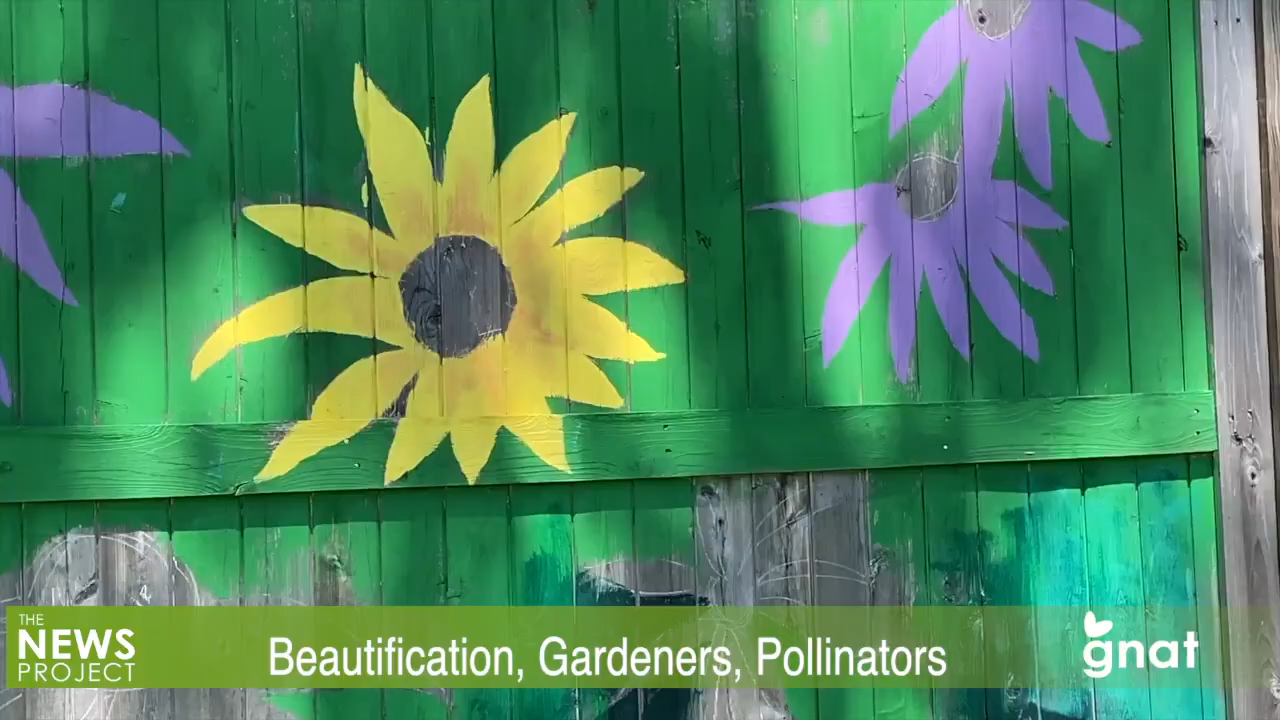 THE
NEWS
PROJECT
Beautification, Gardeners, Pollinators
gnat